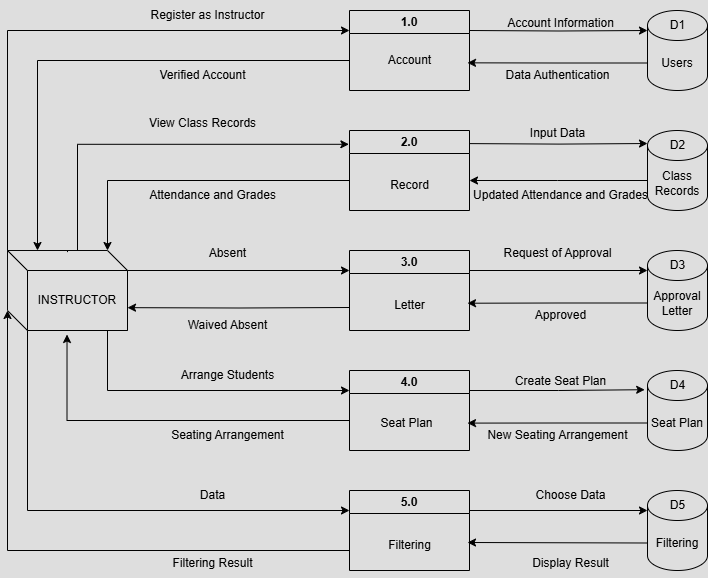 Register as Instructor
1.0
Account Information
D1
Account
Users
Verified Account
Data Authentication
View Class Records
2.0
Input Data
D2
Record
Class
Records
Attendance and Grades
Updated Attendance and Grades
Absent
3.0
Request of Approval
D3
INSTRUCTOR
Letter
Approval
Letter
Waived Absent
Approved
Arrange Students
4.0
Create Seat Plan
D4
Seat Plan
Seat Plan
Seating Arrangement
New Seating Arrangement
Data
5.0
Choose Data
D5
Filtering
Filtering
Filtering Result
Display Result